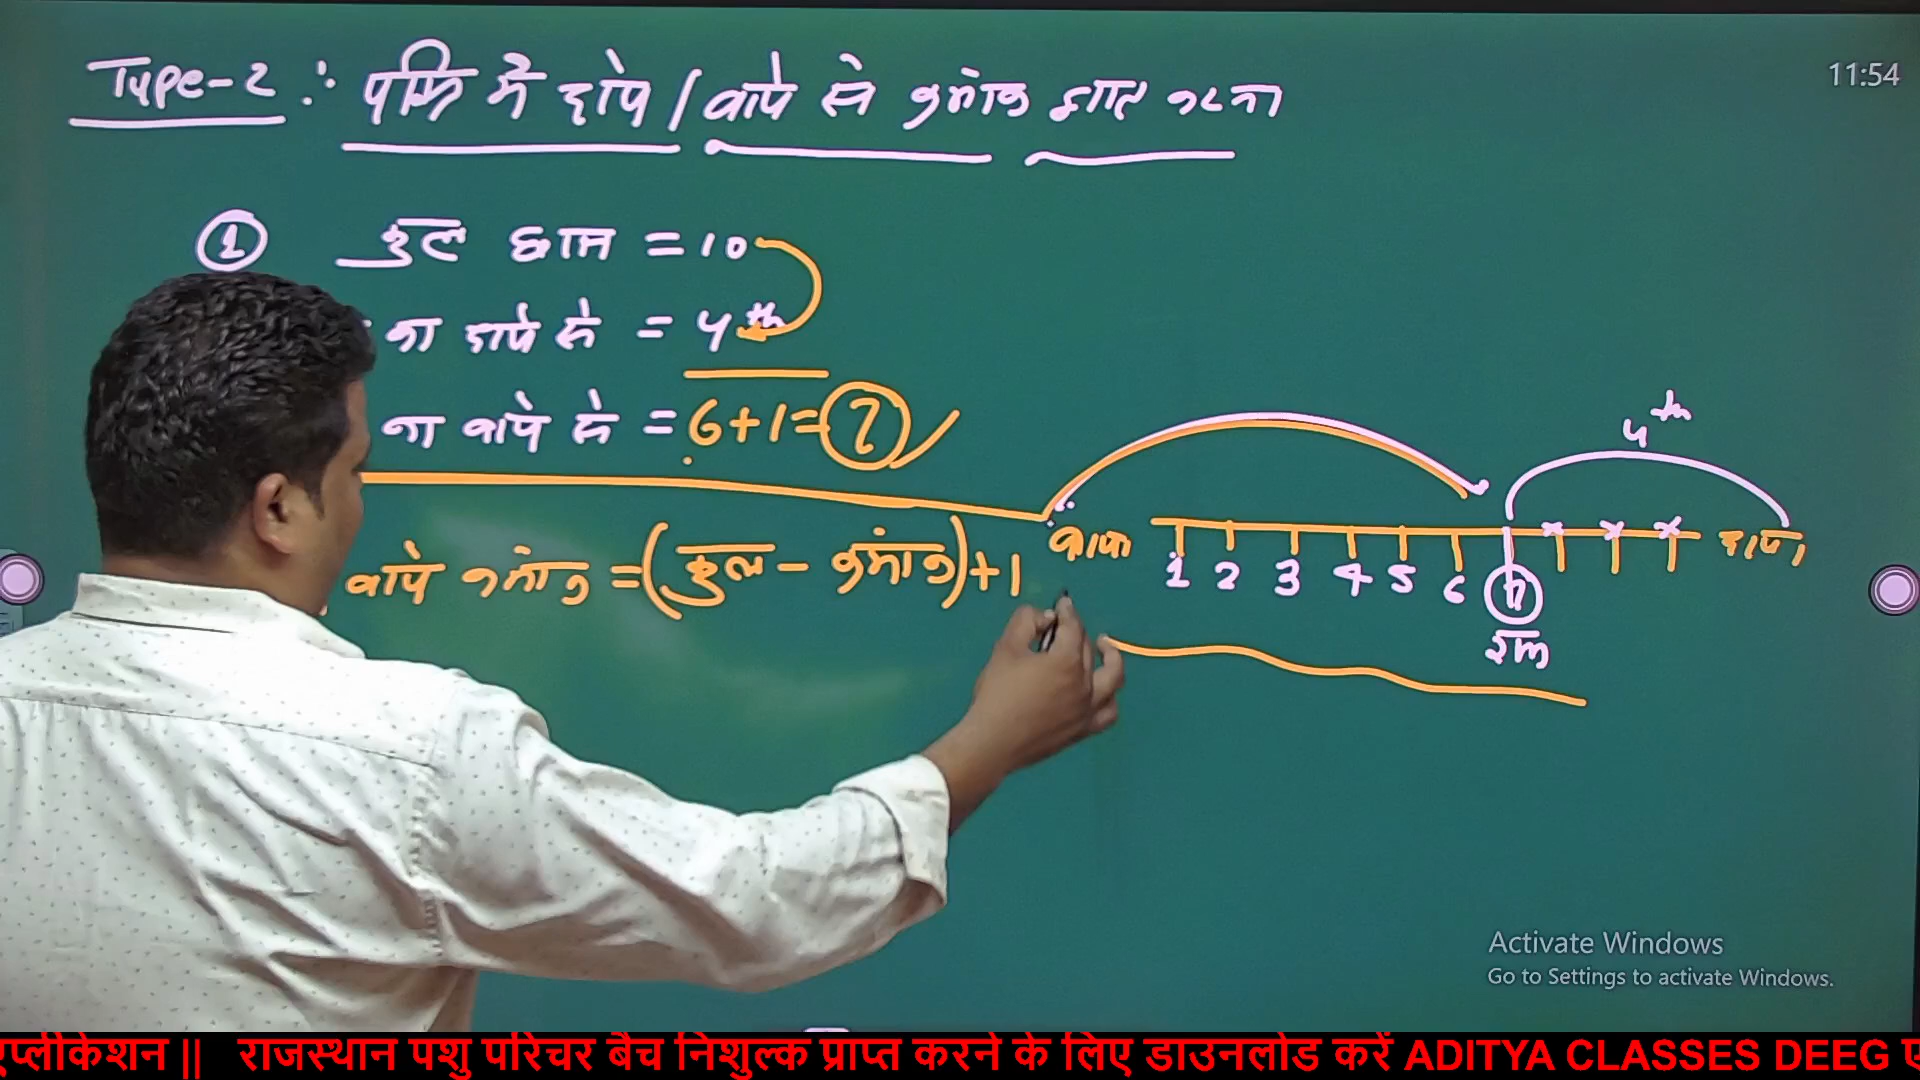 Type-2 :- पंक्ति में दांये / बांये से क्रमांक ज्ञात करना
11:54
① कुल छात्र = 10
का दांये से = 4th
का बांये से = 6+1= 7 ✓
4th
बांये क्रमांक = (कुल - क्रमांक) + 1
बांया 1 2 3 4 5 6 7 दांया
राम
Activate Windows
Go to Settings to activate Windows.
एप्लीकेशन || राजस्थान पशु परिचर बैच निशुल्क प्राप्त करने के लिए डाउनलोड करें ADITYA CLASSES DEEG ए